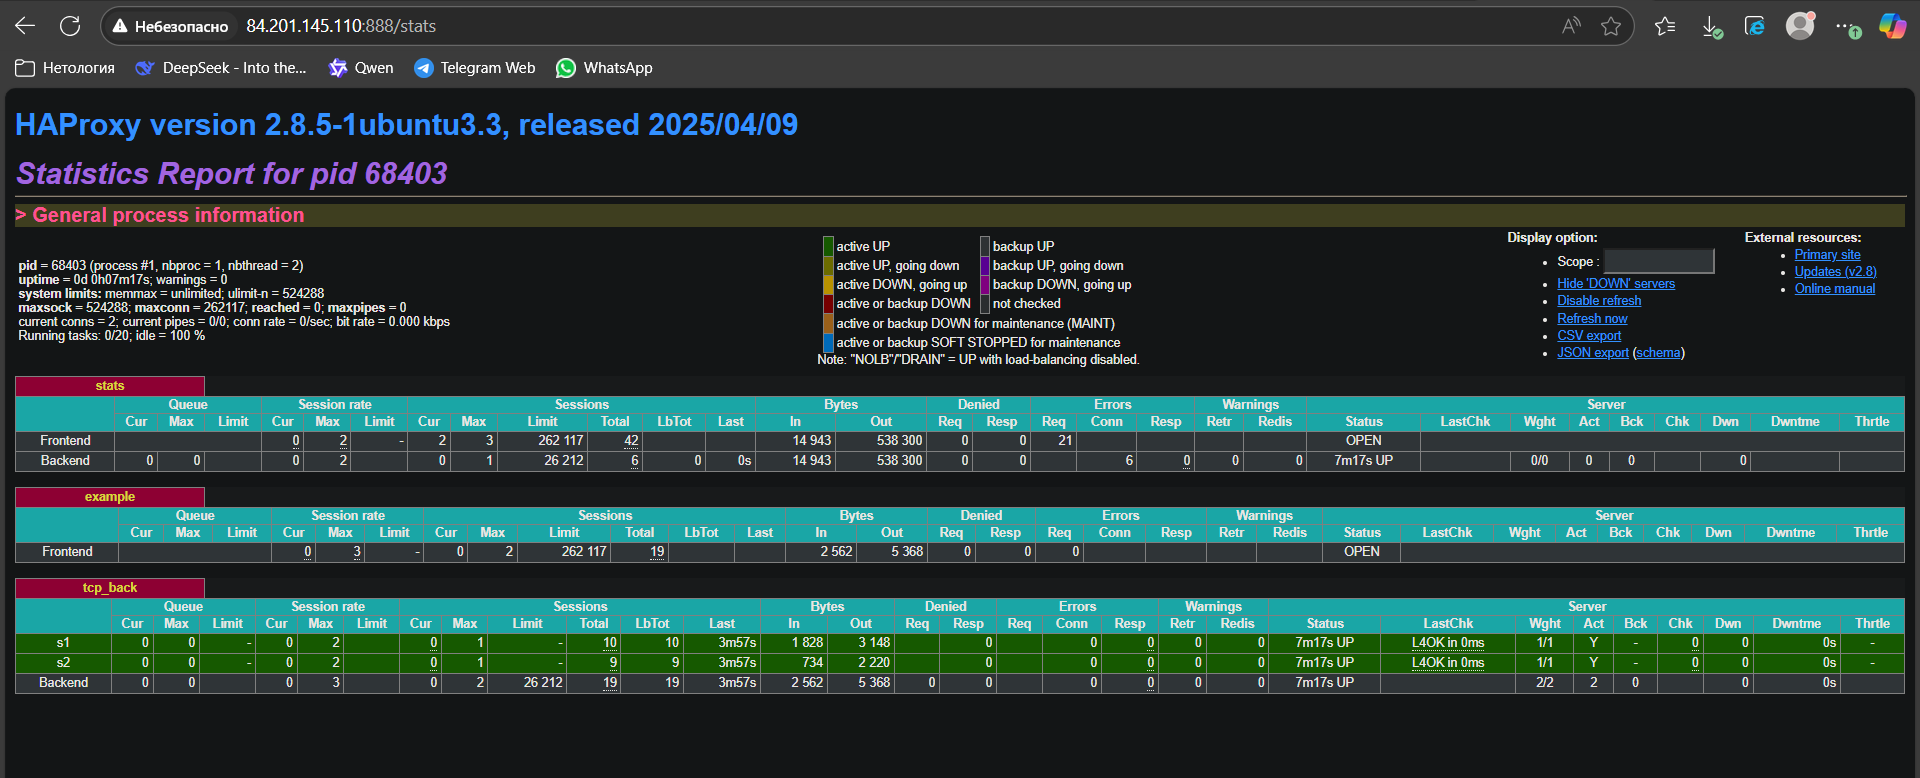 Небезопасно 84.201.145.110:888/stats
Нетология DeepSeek - Into the... Qwen Telegram Web WhatsApp
HAProxy version 2.8.5-1ubuntu3.3, released 2025/04/09
Statistics Report for pid 68403
> General process information
pid = 68403 (process #1, nbproc = 1, nbthread = 2)
uptime = 0d 0h07m17s; warnings = 0
system limits: memmax = unlimited; ulimit-n = 524288
maxsock = 524288; maxconn = 262117; reached = 0; maxpipes = 0
current conns = 2; current pipes = 0/0; conn rate = 0/sec; bit rate = 0.000 kbps
Running tasks: 0/20; idle = 100 %
active UP backup UP
active UP, going down backup UP, going down
active DOWN, going up backup DOWN, going up
active or backup DOWN not checked
active or backup DOWN for maintenance (MAINT)
active or backup SOFT STOPPED for maintenance
Note: "NOLB"/"DRAIN" = UP with load-balancing disabled.
Display option:
Scope :
Hide 'DOWN' servers
Disable refresh
Refresh now
CSV export
JSON export (schema)
External resources:
Primary site
Updates (v2.8)
Online manual
stats
Queue Session rate Sessions Bytes Denied Errors Warnings Server
Cur Max Limit Cur Max Limit Cur Max Limit Total LbTot Last In Out Req Resp Req Conn Resp Retr Redis Status LastChk Wght Act Bck Chk Dwn Dwntme Thrtle
Frontend 0 2 - 2 3 262 117 42 14 943 538 300 0 0 21 OPEN
Backend 0 0 0 2 0 1 26 212 6 0 0s 14 943 538 300 0 0 6 0 0 0 7m17s UP 0/0 0 0 0
example
Queue Session rate Sessions Bytes Denied Errors Warnings Server
Cur Max Limit Cur Max Limit Cur Max Limit Total LbTot Last In Out Req Resp Req Conn Resp Retr Redis Status LastChk Wght Act Bck Chk Dwn Dwntme Thrtle
Frontend 0 3 - 0 2 262 117 19 2 562 5 368 0 0 0 OPEN
tcp_back
Queue Session rate Sessions Bytes Denied Errors Warnings Server
Cur Max Limit Cur Max Limit Cur Max Limit Total LbTot Last In Out Req Resp Req Conn Resp Retr Redis Status LastChk Wght Act Bck Chk Dwn Dwntme Thrtle
s1 0 0 - 0 2 0 1 - 10 10 3m57s 1 828 3 148 0 0 0 0 0 7m17s UP L4OK in 0ms 1/1 Y - 0 0 0s -
s2 0 0 - 0 2 0 1 - 9 9 3m57s 734 2 220 0 0 0 0 0 7m17s UP L4OK in 0ms 1/1 Y - 0 0 0s -
Backend 0 0 0 3 0 2 26 212 19 19 3m57s 2 562 5 368 0 0 0 0 0 0 7m17s UP 2/2 2 0 0 0s